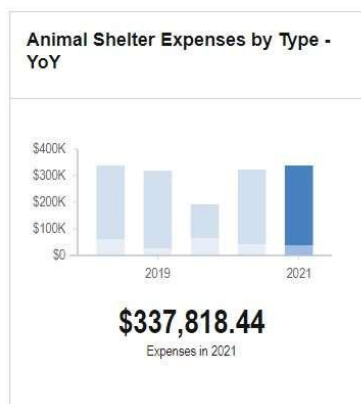 Animal Shelter Expenses by Type -
YoY
$400K
$300K
$200K
$100K
$0
2019
2021
$337,818.44
Expenses in 2021